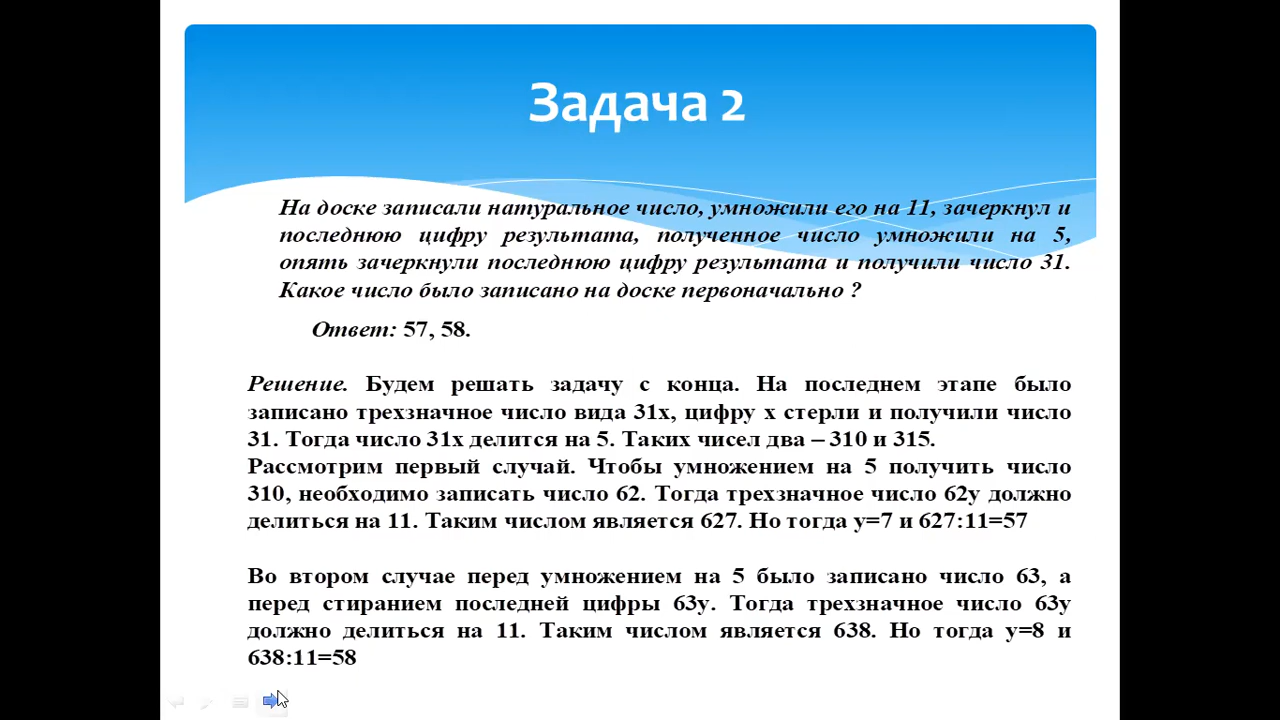 Задача 2
На доске записали натуральное число, умножили его на 11, зачеркнул и
последнюю цифру результата, полученное число умножили на 5,
опять зачеркнули последнюю цифру результата и получили число 31.
Какое число было записано на доске первоначально ?
Ответ: 57, 58.
Решение. Будем решать задачу с конца. На последнем этапе было
записано трехзначное число вида 31х, цифру х стерли и получили число
31. Тогда число 31х делится на 5. Таких чисел два – 310 и 315.
Рассмотрим первый случай. Чтобы умножением на 5 получить число
310, необходимо записать число 62. Тогда трехзначное число 62у должно
делиться на 11. Таким числом является 627. Но тогда у=7 и 627:11=57
Во втором случае перед умножением на 5 было записано число 63, а
перед стиранием последней цифры 63у. Тогда трехзначное число 63у
должно делиться на 11. Таким числом является 638. Но тогда у=8 и
638:11=58